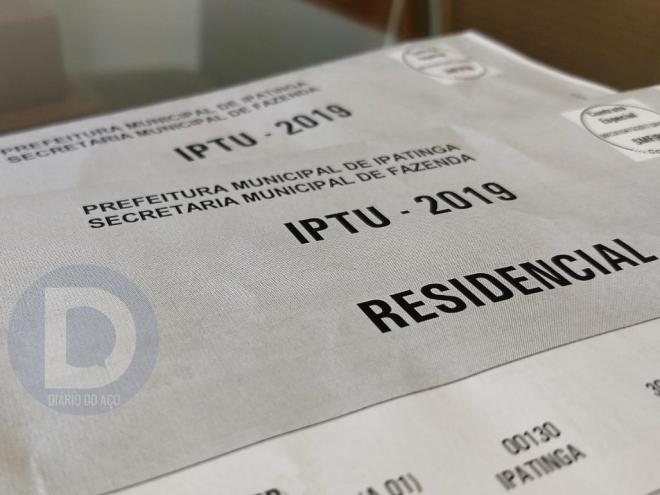 PREFEITURA MUNICIPAL DE IPATINGA
SECRETARIA MUNICIPAL DE FAZENDA
IPTU - 2019
PREFEITURA MUNICIPAL DE IPATINGA
SECRETARIA MUNICIPAL DE FAZENDA
IPTU - 2019
RESIDENCIAL
D
DIÁRIO DO AÇO
00130
IPATINGA